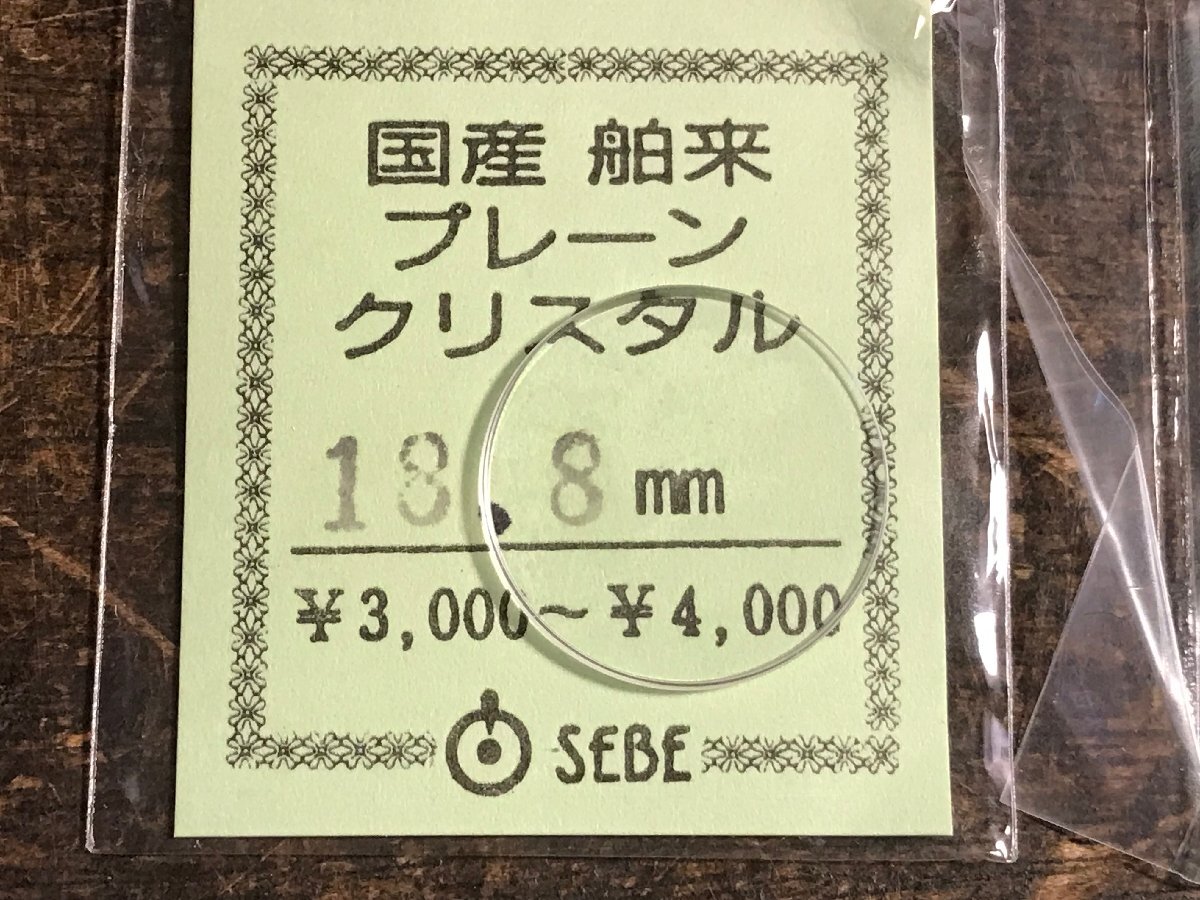 国産 舶来
プレーン
クリスタル
18.8 mm
¥3,000~¥4,000
SEBE